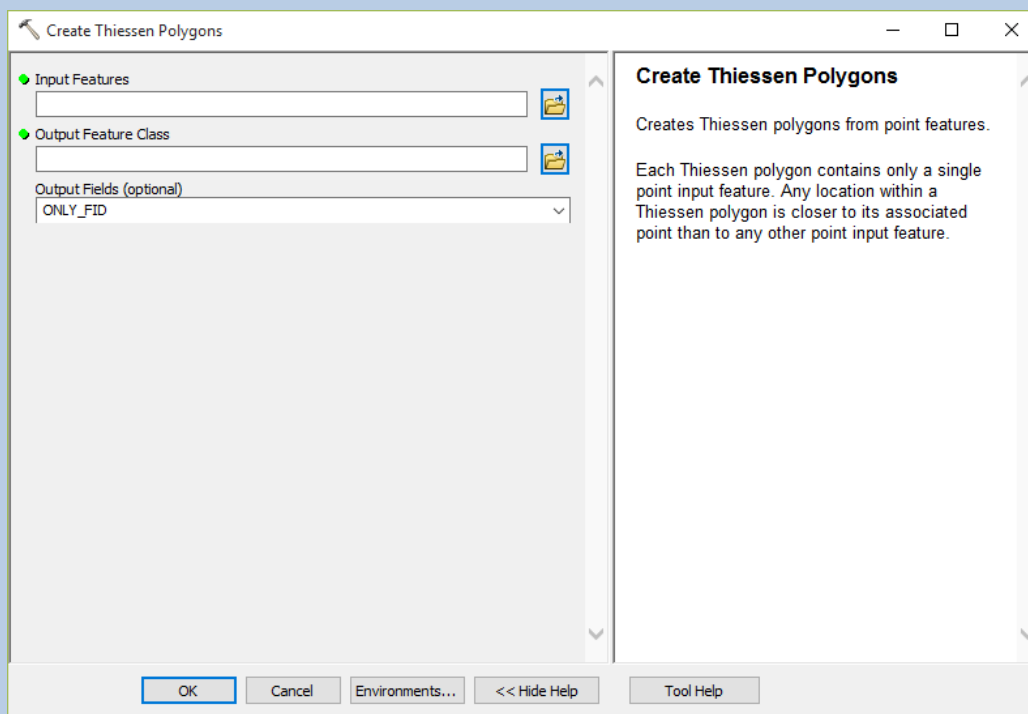 Create Thiessen Polygons
Input Features
Output Feature Class
Output Fields (optional)
ONLY_FID
Create Thiessen Polygons
Creates Thiessen polygons from point features.
Each Thiessen polygon contains only a single
point input feature. Any location within a
Thiessen polygon is closer to its associated
point than to any other point input feature.
OK
Cancel
Environments...
<< Hide Help
Tool Help